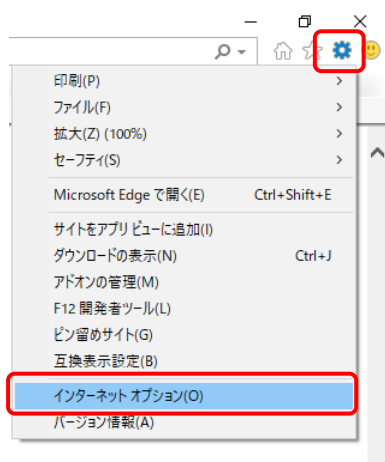 印刷(P)
ファイル(F)
拡大(Z) (100%)
セーフティ(S)
Microsoft Edge で開く(E) Ctrl+Shift+E
サイトをアプリ ビューに追加(I)
ダウンロードの表示(N) Ctrl+J
アドオンの管理(M)
F12 開発者ツール(L)
ピン留めサイト(G)
互換表示設定(B)
インターネット オプション(O)
バージョン情報(A)